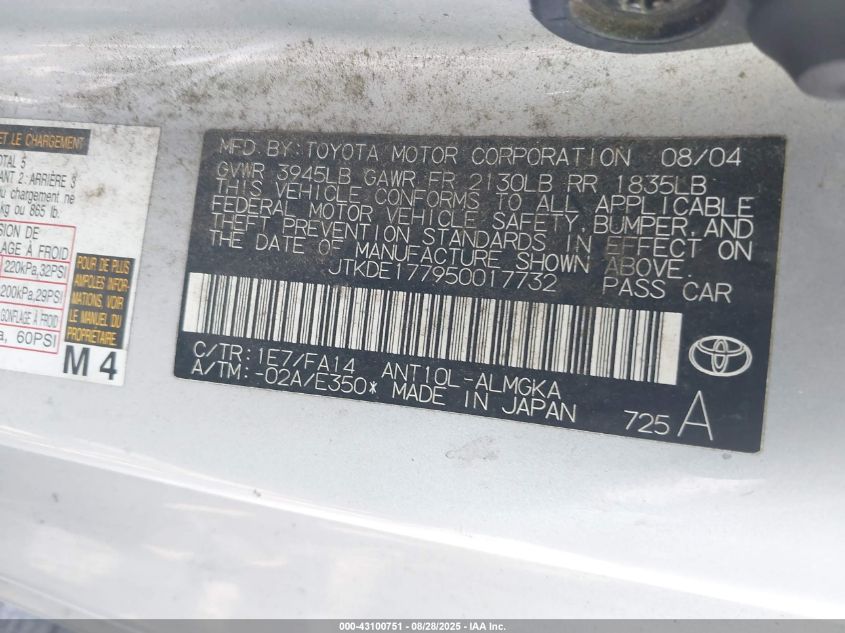 ET LE CHARGEMENT
TOTAL 5
ANT 2: ARRIÈRE 3
u chargement ne
kg ou 865 lb.
SION DE
LAGE À FROID
220kPa,32PSI
200kPa,29PSI
GONFLAGE À FROID
a, 60PSI
POUR DE PLUS
AMPLES INFOR-
MATIONS, VOIR
LE MANUEL DU
PROPRIÉTAIRE.
M 4
MFD.BY:TOYOTA MOTOR CORPORATION 08/04
GVWR 3945LB GAWR FR 2130LB RR 1835LB
THIS VEHICLE CONFORMS TO ALL APPLICABLE
FEDERAL MOTOR VEHICLE SAFETY, BUMPER, AND
THEFT PREVENTION STANDARDS IN EFFECT ON
THE DATE OF MANUFACTURE SHOWN ABOVE.
JTKDE177950017732 PASS CAR
C/TR: 1E7/FA14 ANT10L-ALMGKA
A/TM:-02A/E350* MADE IN JAPAN
725 A
000-43100751 | 08/28/2025 - IAA Inc.